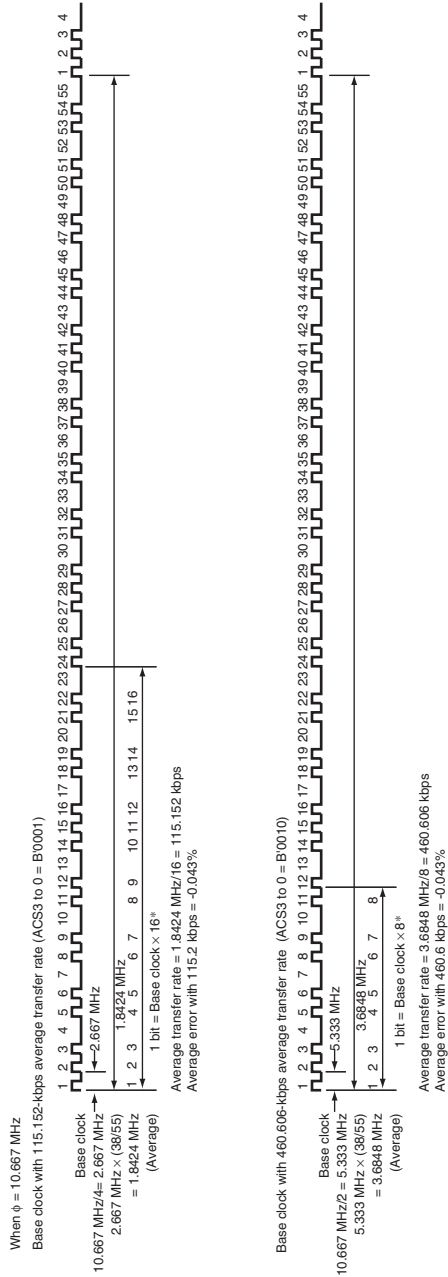 When ϕ = 10.667 MHz
Base clock with 115.152-kbps average transfer rate (ACS3 to 0 = B'0001)
1 2 3 4 5 6 7 8 9 10 11 12 13 14 15 16 17 18 19 20 21 22 23 24 25 26 27 28 29 30 31 32 33 34 35 36 37 38 39 40 41 42 43 44 45 46 47 48 49 50 51 52 53 54 55 1 2 3 4
Base clock
10.667 MHz/4= 2.667 MHz
2.667 MHz
2.667 MHz × (38/55)
1.8424 MHz
= 1.8424 MHz
1 2 3 4 5 6 7 8 9 10 11 12 13 14 15 16
(Average)
1 bit = Base clock × 16*
Average transfer rate = 1.8424 MHz/16 = 115.152 kbps
Average error with 115.2 kbps = -0.043%
Base clock with 460.606-kbps average transfer rate (ACS3 to 0 = B'0010)
1 2 3 4 5 6 7 8 9 10 11 12 13 14 15 16 17 18 19 20 21 22 23 24 25 26 27 28 29 30 31 32 33 34 35 36 37 38 39 40 41 42 43 44 45 46 47 48 49 50 51 52 53 54 55 1 2 3 4
Base clock
10.667 MHz/2 = 5.333 MHz
5.333 MHz
5.333 MHz × (38/55)
3.6848 MHz
= 3.6848 MHz
1 2 3 4 5 6 7 8
(Average)
1 bit = Base clock × 8*
Average transfer rate = 3.6848 MHz/8 = 460.606 kbps
Average error with 460.6 kbps = -0.043%